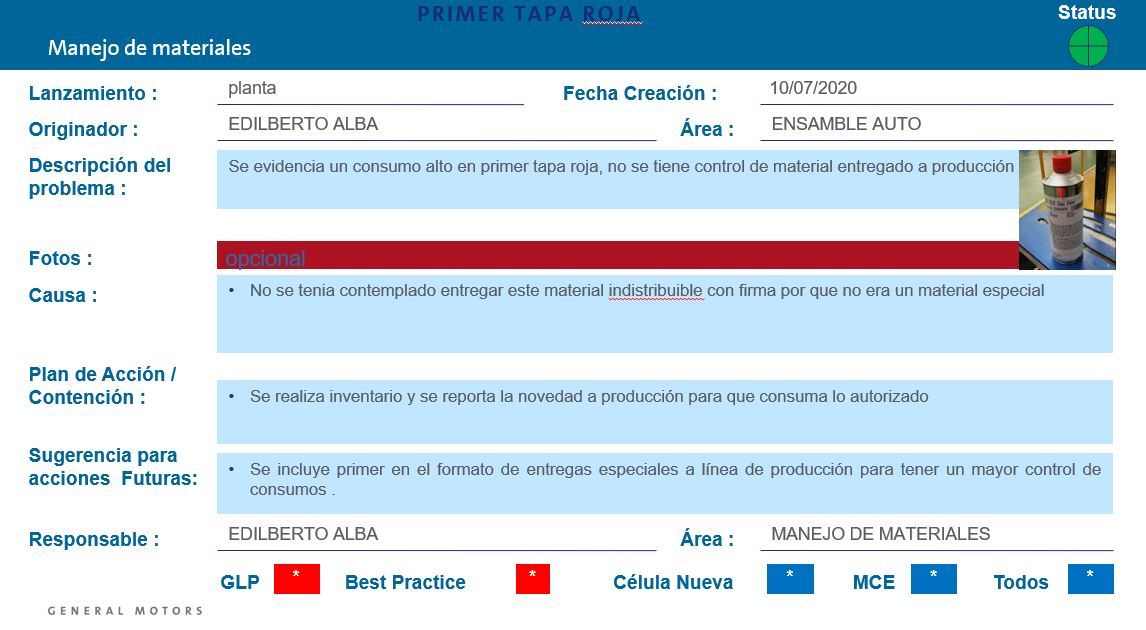 PRIMER TAPA ROJA
Status
Manejo de materiales
Lanzamiento : planta Fecha Creación : 10/07/2020
Originador : EDILBERTO ALBA Área : ENSAMBLE AUTO
Descripción del problema : Se evidencia un consumo alto en primer tapa roja, no se tiene control de material entregado a producción
Fotos : opcional
Causa : • No se tenia contemplado entregar este material indistribuible con firma por que no era un material especial
Plan de Acción /
Contención : • Se realiza inventario y se reporta la novedad a producción para que consuma lo autorizado
Sugerencia para
acciones Futuras: • Se incluye primer en el formato de entregas especiales a línea de producción para tener un mayor control de
consumos .
Responsable : EDILBERTO ALBA Área : MANEJO DE MATERIALES
GLP * Best Practice * Célula Nueva * MCE * Todos *
GENERAL MOTORS